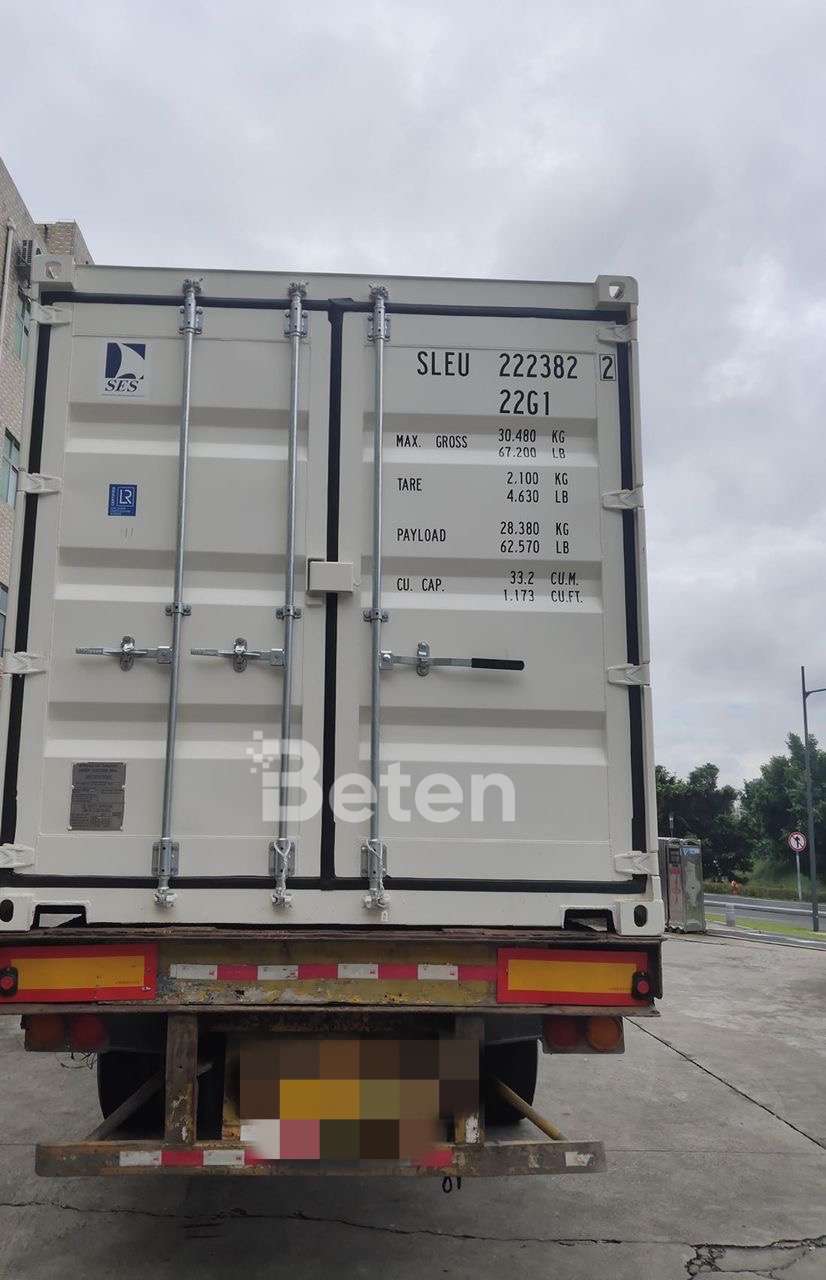 SES
SLEU 222382 2
22G1
MAX. GROSS 30.480 KG
67.200 LB
LR
TARE 2.100 KG
4.630 LB
PAYLOAD 28.380 KG
62.570 LB
CU. CAP. 33.2 CU.M.
1.173 CU.FT.
Beten